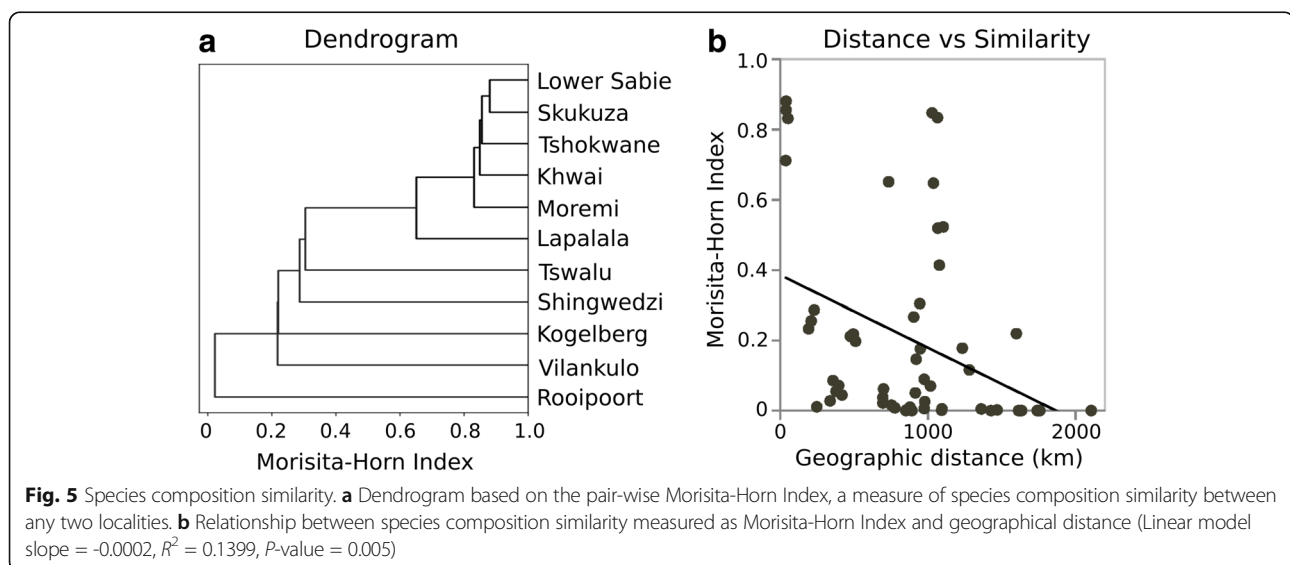 a Dendrogram
Lower Sabie
Skukuza
Tshokwane
Khwai
Moremi
Lapalala
Tswalu
Shingwedzi
Kogelberg
Vilankulo
Rooipoort
0 0.2 0.4 0.6 0.8 1.0
Morisita-Horn Index
b Distance vs Similarity
1.0
0.8
0.6
0.4
0.2
0
Morisita-Horn Index
0 1000 2000
Geographic distance (km)
Fig. 5 Species composition similarity. a Dendrogram based on the pair-wise Morisita-Horn Index, a measure of species composition similarity between
any two localities. b Relationship between species composition similarity measured as Morisita-Horn Index and geographical distance (Linear model
slope = -0.0002, R² = 0.1399, P-value = 0.005)